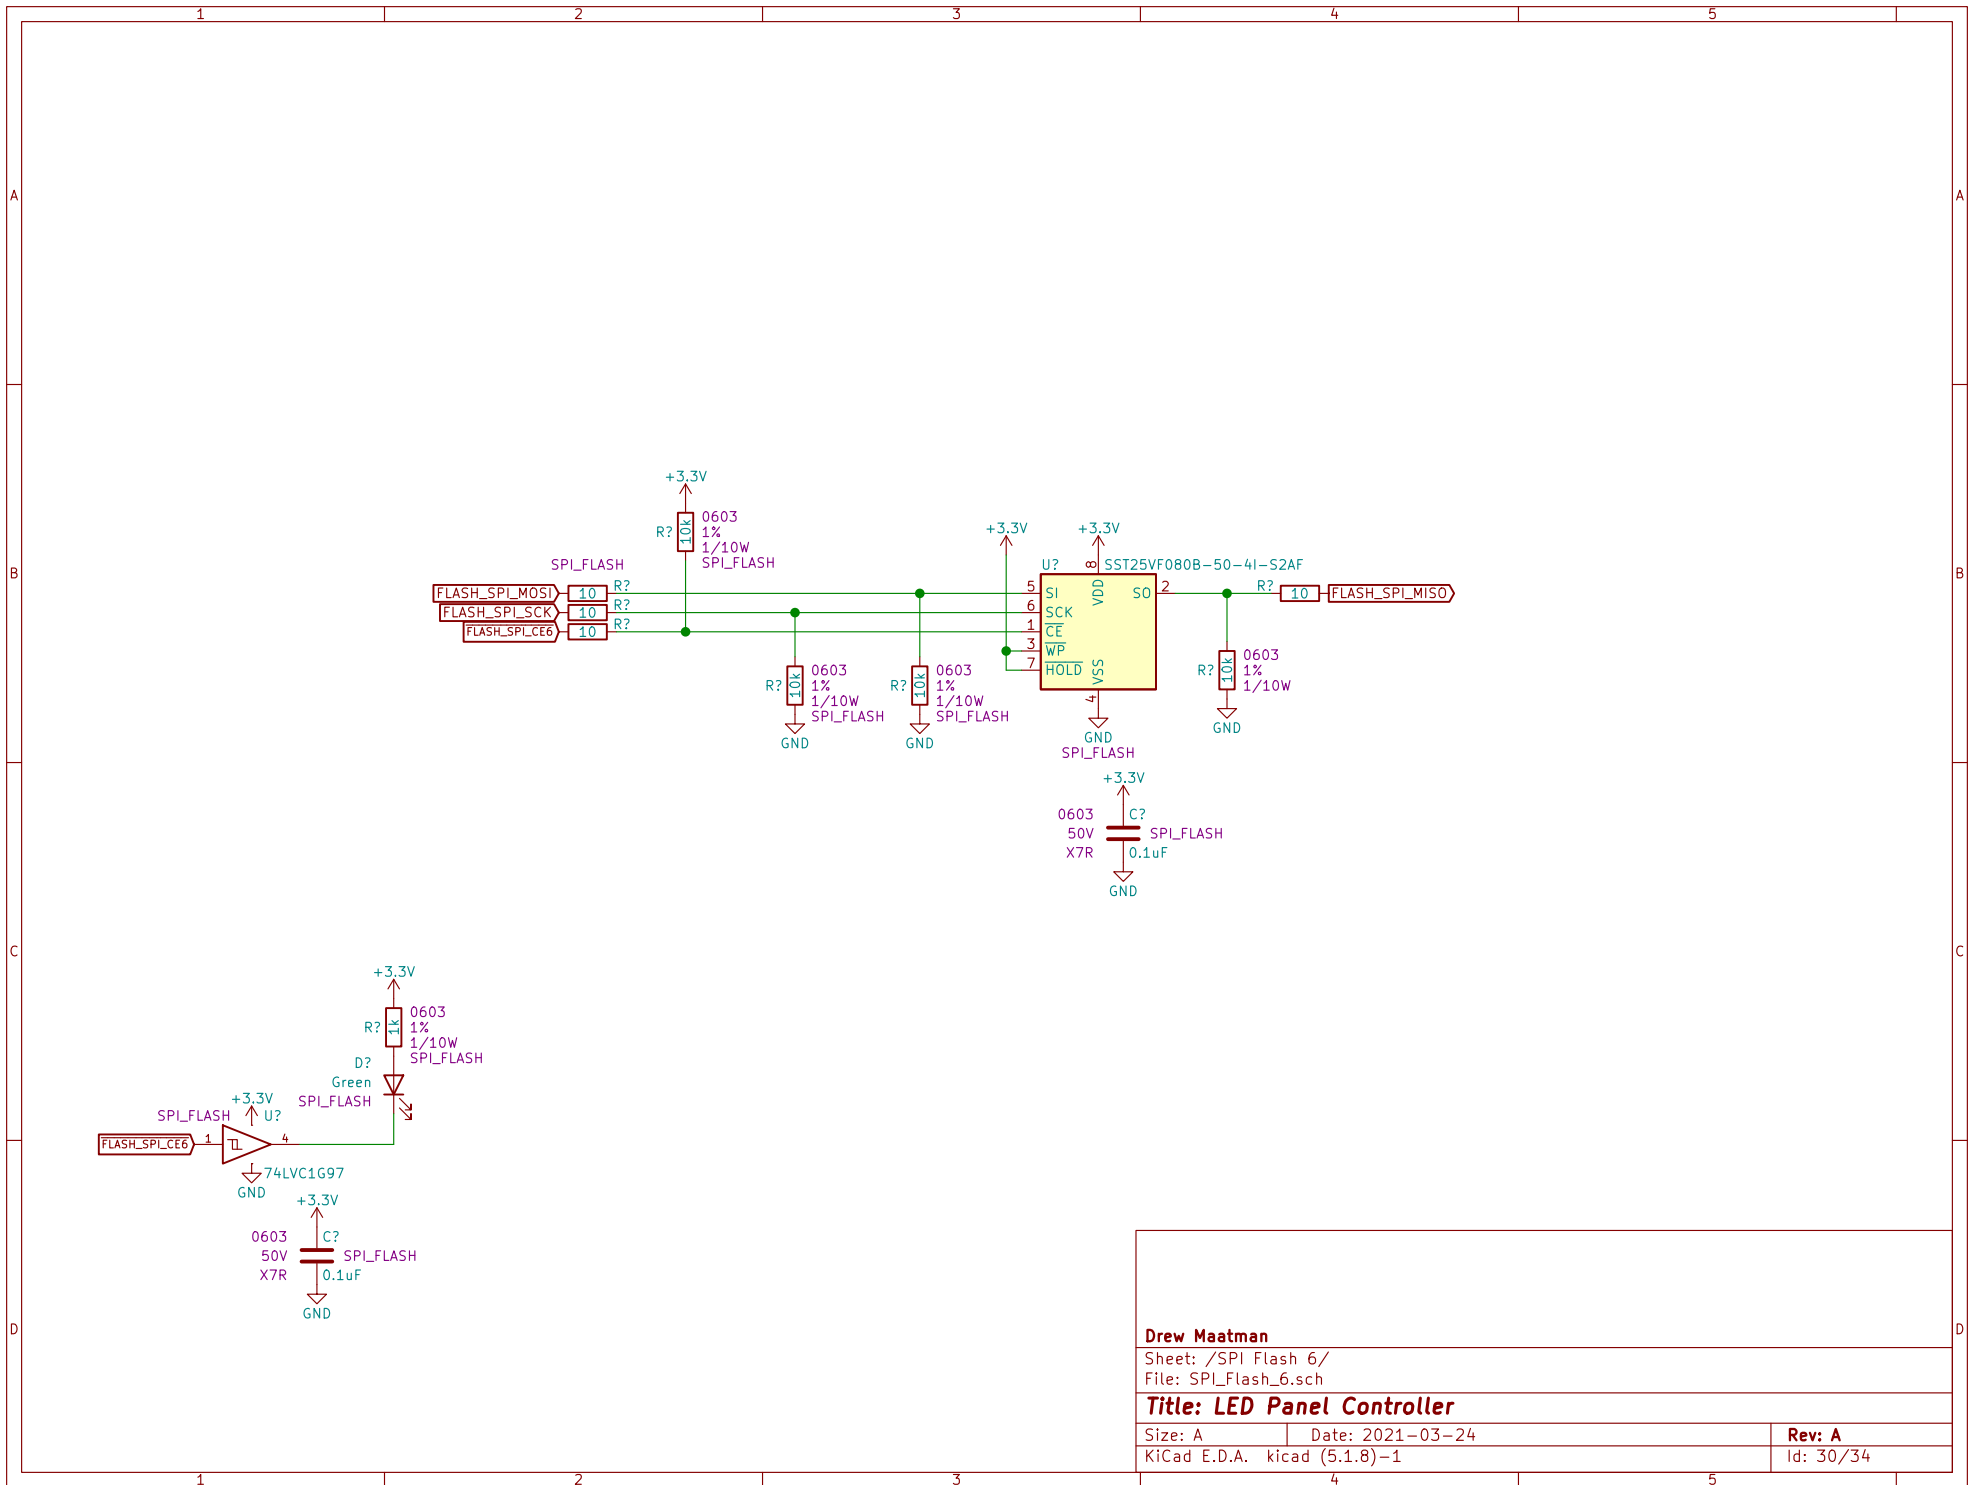 1 2 3 4 5
A A
+3.3V
R? 10k 0603
1%
1/10W
SPI_FLASH
+3.3V +3.3V
SPI_FLASH
U? 8 SST25VF080B-50-4I-S2AF
FLASH_SPI_MOSI 10 R?
FLASH_SPI_SCK 10 R?
FLASH_SPI_CE6 10 R?
5 SI VDD SO 2
6 SCK
1 CE
3 WP
7 HOLD VSS
4
R? 10 FLASH_SPI_MISO
B B
R? 10k 0603
1%
1/10W
SPI_FLASH
GND
R? 10k 0603
1%
1/10W
SPI_FLASH
GND
R? 10k 0603
1%
1/10W
GND
GND
SPI_FLASH
+3.3V
0603 C?
50V SPI_FLASH
X7R 0.1uF
GND
C C
+3.3V
R? 1k 0603
1%
1/10W
SPI_FLASH
D?
Green
SPI_FLASH
+3.3V
SPI_FLASH U?
FLASH_SPI_CE6 1 4
74LVC1G97
GND
+3.3V
0603 C?
50V SPI_FLASH
X7R 0.1uF
GND
D D
Drew Maatman
Sheet: /SPI Flash 6/
File: SPI_Flash_6.sch
Title: LED Panel Controller
Size: A Date: 2021-03-24 Rev: A
KiCad E.D.A. kicad (5.1.8)-1 Id: 30/34
1 2 3 4 5